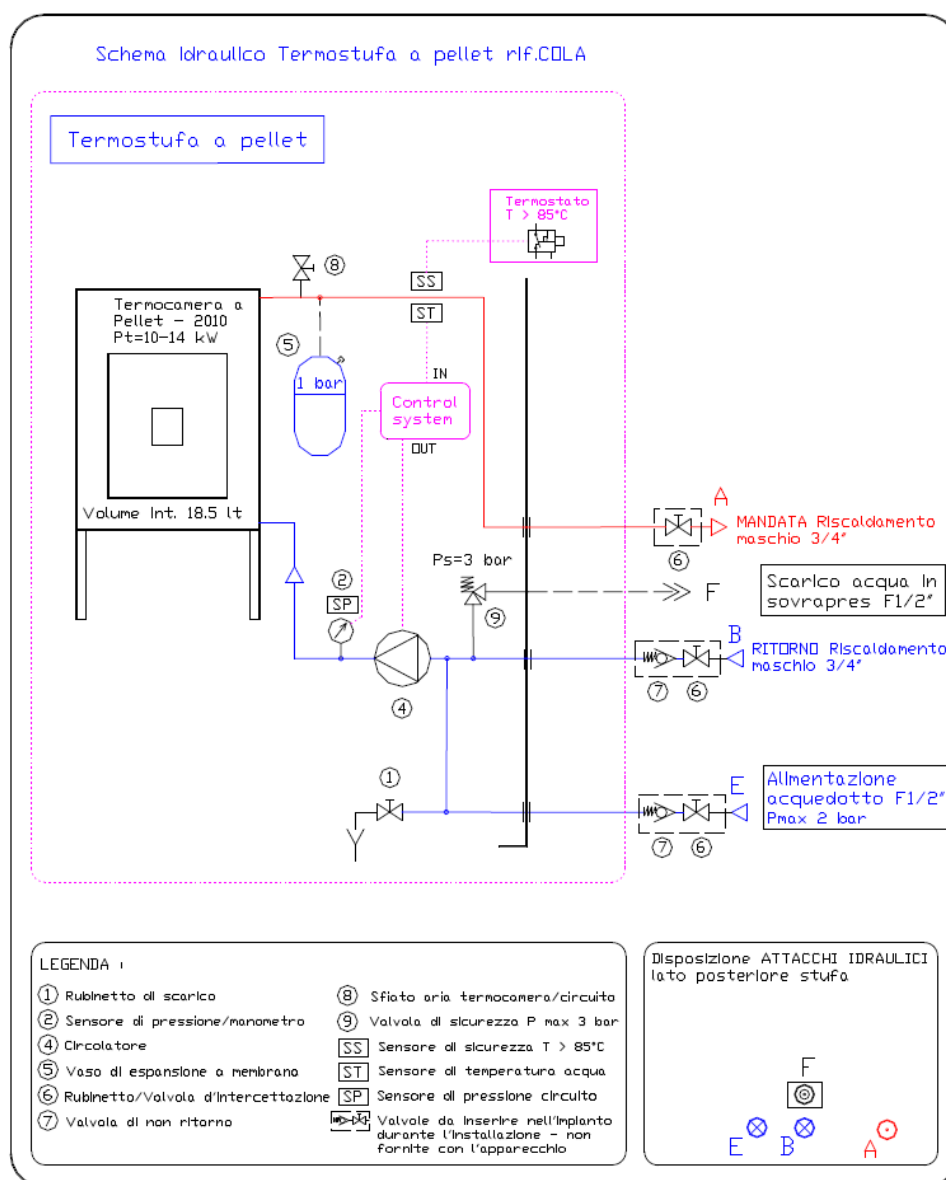 Schema Idraulico Termostufa a pellet rif.COLA
Termostufa a pellet
Termostato
T > 85°C
8
SS
Termocamera a
Pellet - 2010
Pt=10-14 kW
ST
5
IN
1 bar
Control
system
OUT
A
Volume Int. 18.5 lt
MANDATA Riscaldamento
maschio 3/4"
6
Ps=3 bar
2
SP
F
Scarico acqua in
sovrapres F1/2"
9
B
RITORNO Riscaldamento
maschio 3/4"
7
6
4
1
E
Alimentazione
acquedotto F1/2"
Pmax 2 bar
7
6
LEGENDA :
1 Rubinetto di scarico
2 Sensore di pressione/manometro
4 Circolatore
5 Vaso di espansione a membrana
6 Rubinetto/Valvola d'intercettazione
7 Valvola di non ritorno
8 Sfiato aria termocamera/circuito
9 Valvola di sicurezza P max 3 bar
SS Sensore di sicurezza T > 85°C
ST Sensore di temperatura acqua
SP Sensore di pressione circuito
Valvole da inserire nell'impianto
durante l'installazione - non
fornite con l'apparecchio
Disposizione ATTACCHI IDRAULICI
lato posteriore stufa
F
E
B
A